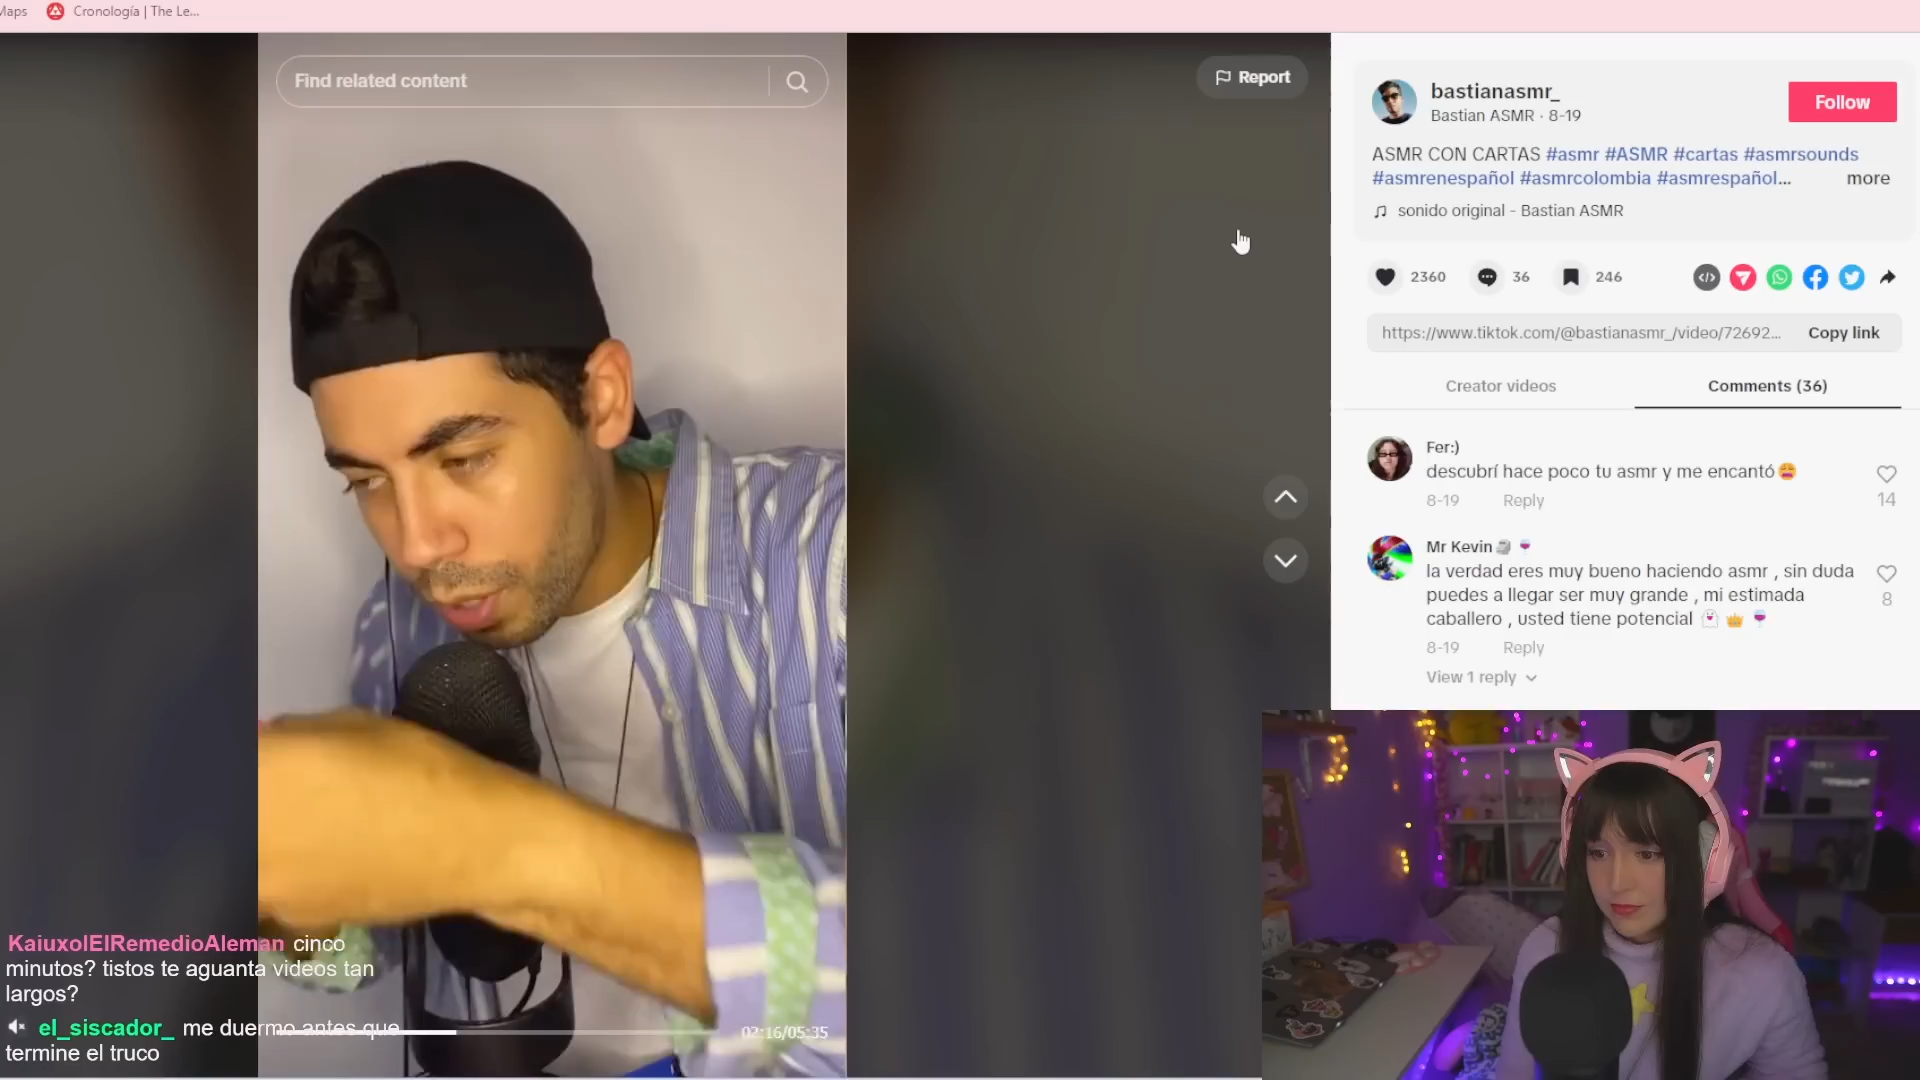 Maps
Cronología | The Le...
Find related content
Report
bastianasmr_
Bastian ASMR · 8-19
Follow
ASMR CON CARTAS #asmr #ASMR #cartas #asmrsounds
#asmrenespañol #asmrcolombia #asmrespañol... more
sonido original - Bastian ASMR
2360
36
246
https://www.tiktok.com/@bastianasmr_/video/72692... Copy link
Creator videos
Comments (36)
Fer:)
descubrí hace poco tu asmr y me encantó😩
8-19 Reply
14
Mr Kevin🗿🍷
la verdad eres muy bueno haciendo asmr , sin duda
puedes a llegar ser muy grande , mi estimada
caballero , usted tiene potencial 👻 👑 🍷
8
8-19 Reply
View 1 reply
KaiuxolElRemedioAleman cinco
minutos? tistos te aguanta videos tan
largos?
el_siscador_ me duermo antes que
termine el truco
02:16/05:35